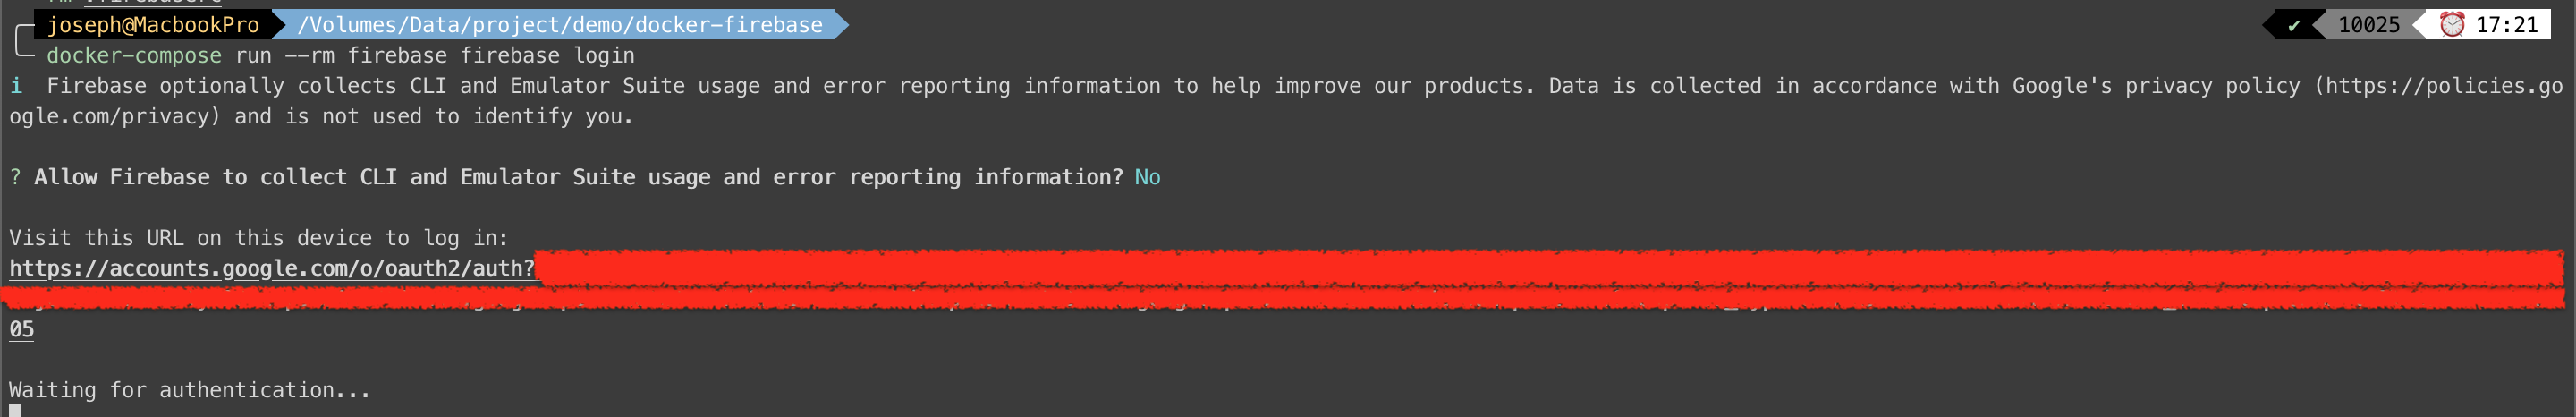 joseph@MacbookPro /Volumes/Data/project/demo/docker-firebase ✔ 10025 ⏰ 17:21
docker-compose run --rm firebase firebase login
i Firebase optionally collects CLI and Emulator Suite usage and error reporting information to help improve our products. Data is collected in accordance with Google's privacy policy (https://policies.go
ogle.com/privacy) and is not used to identify you.
? Allow Firebase to collect CLI and Emulator Suite usage and error reporting information? No
Visit this URL on this device to log in:
https://accounts.google.com/o/oauth2/auth?
05
Waiting for authentication...